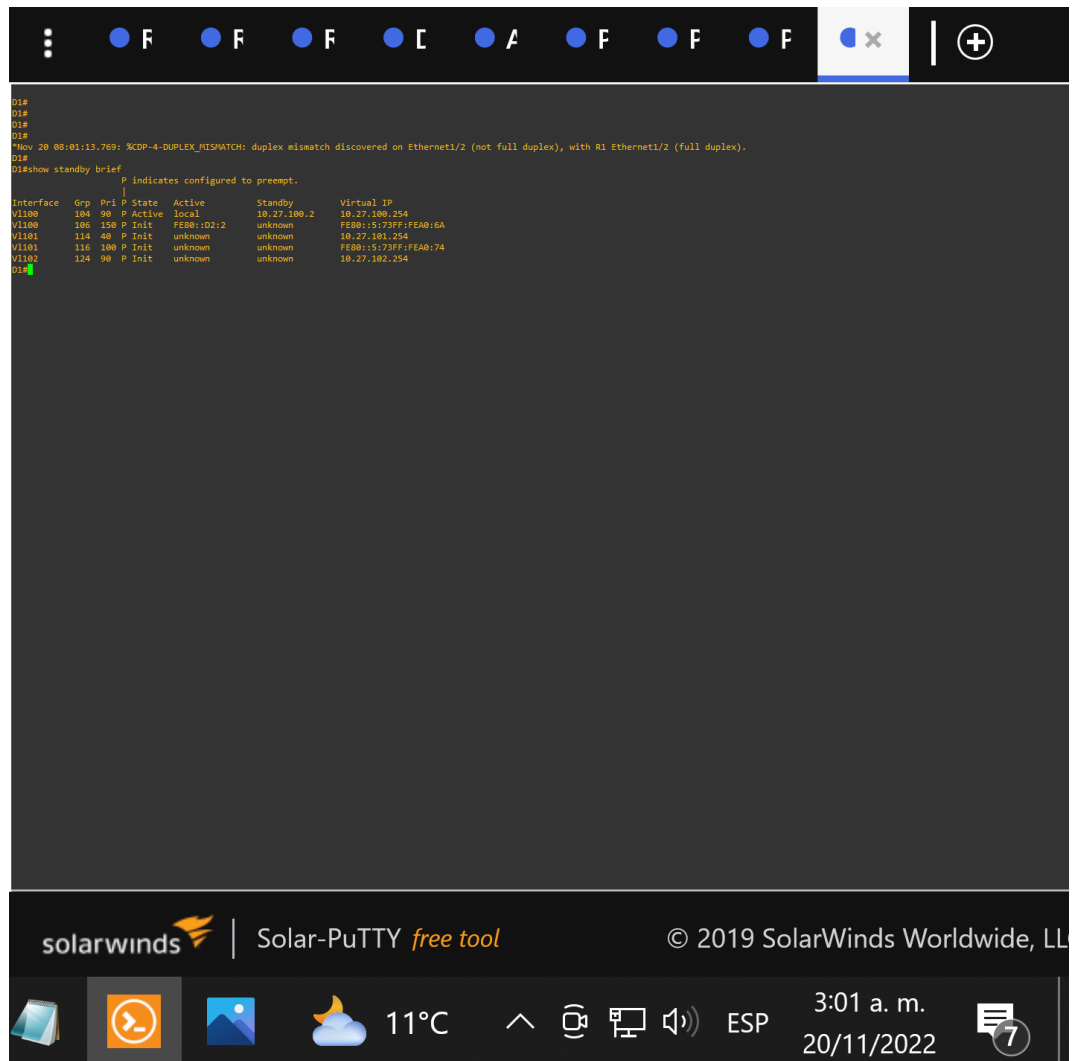 F F F D A F F F
D1#
D1#
D1#
D1#
*Nov 20 08:01:13.769: %CDP-4-DUPLEX_MISMATCH: duplex mismatch discovered on Ethernet1/2 (not full duplex), with R1 Ethernet1/2 (full duplex).
D1#
D1#show standby brief
P indicates configured to preempt.
|
Interface Grp Pri P State Active Standby Virtual IP
Vl100 104 90 P Active local 10.27.100.2 10.27.100.254
Vl100 106 150 P Init FE80::D2:2 unknown FE80::5:73FF:FEA0:6A
Vl101 114 40 P Init unknown unknown 10.27.101.254
Vl101 116 100 P Init unknown unknown FE80::5:73FF:FEA0:74
Vl102 124 90 P Init unknown unknown 10.27.102.254
D1#
solarwinds | Solar-PuTTY free tool © 2019 SolarWinds Worldwide, LL
11°C ESP 3:01 a. m.
20/11/2022
7